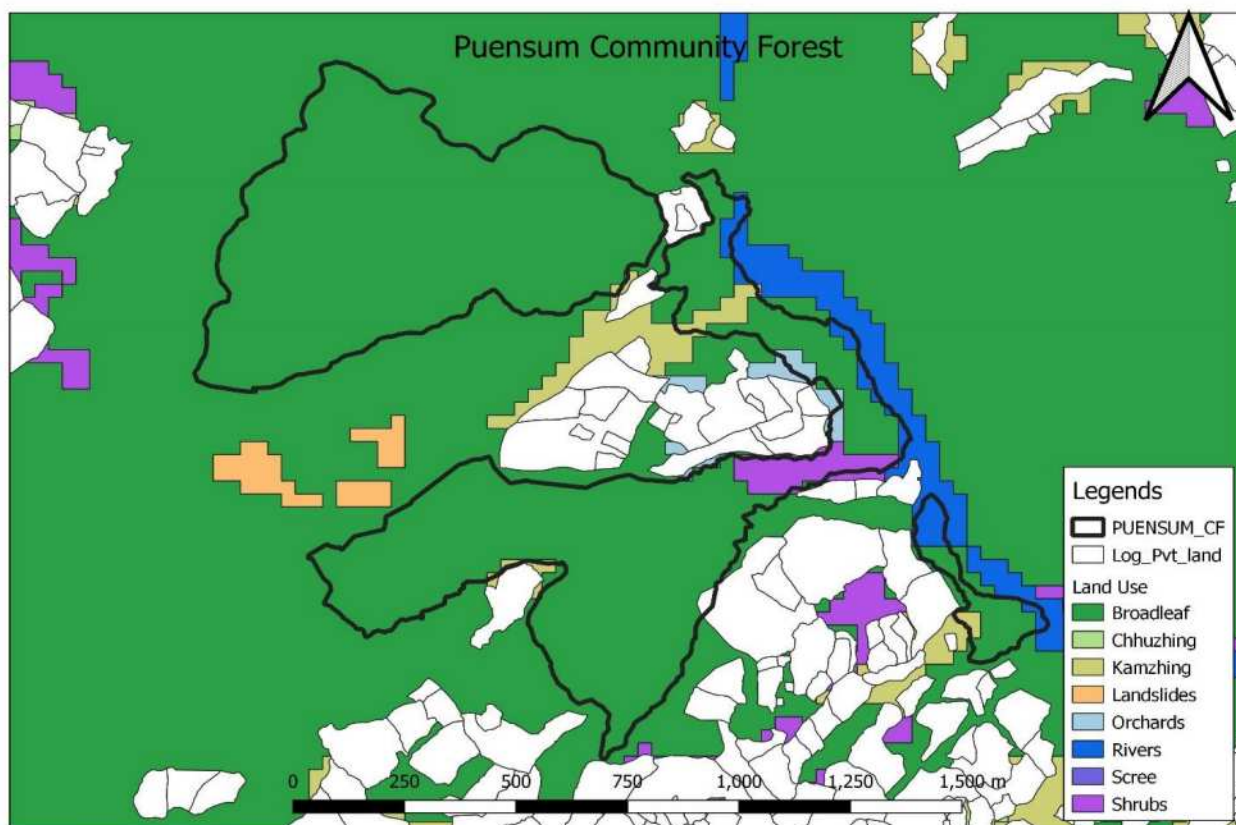 Puensum Community Forest
Legends
PUENSUM_CF
Log_Pvt_land
Land Use
Broadleaf
Chhuzhing
Kamzhing
Landslides
Orchards
Rivers
Scree
Shrubs
0 250 500 750 1,000 1,250 1,500 m